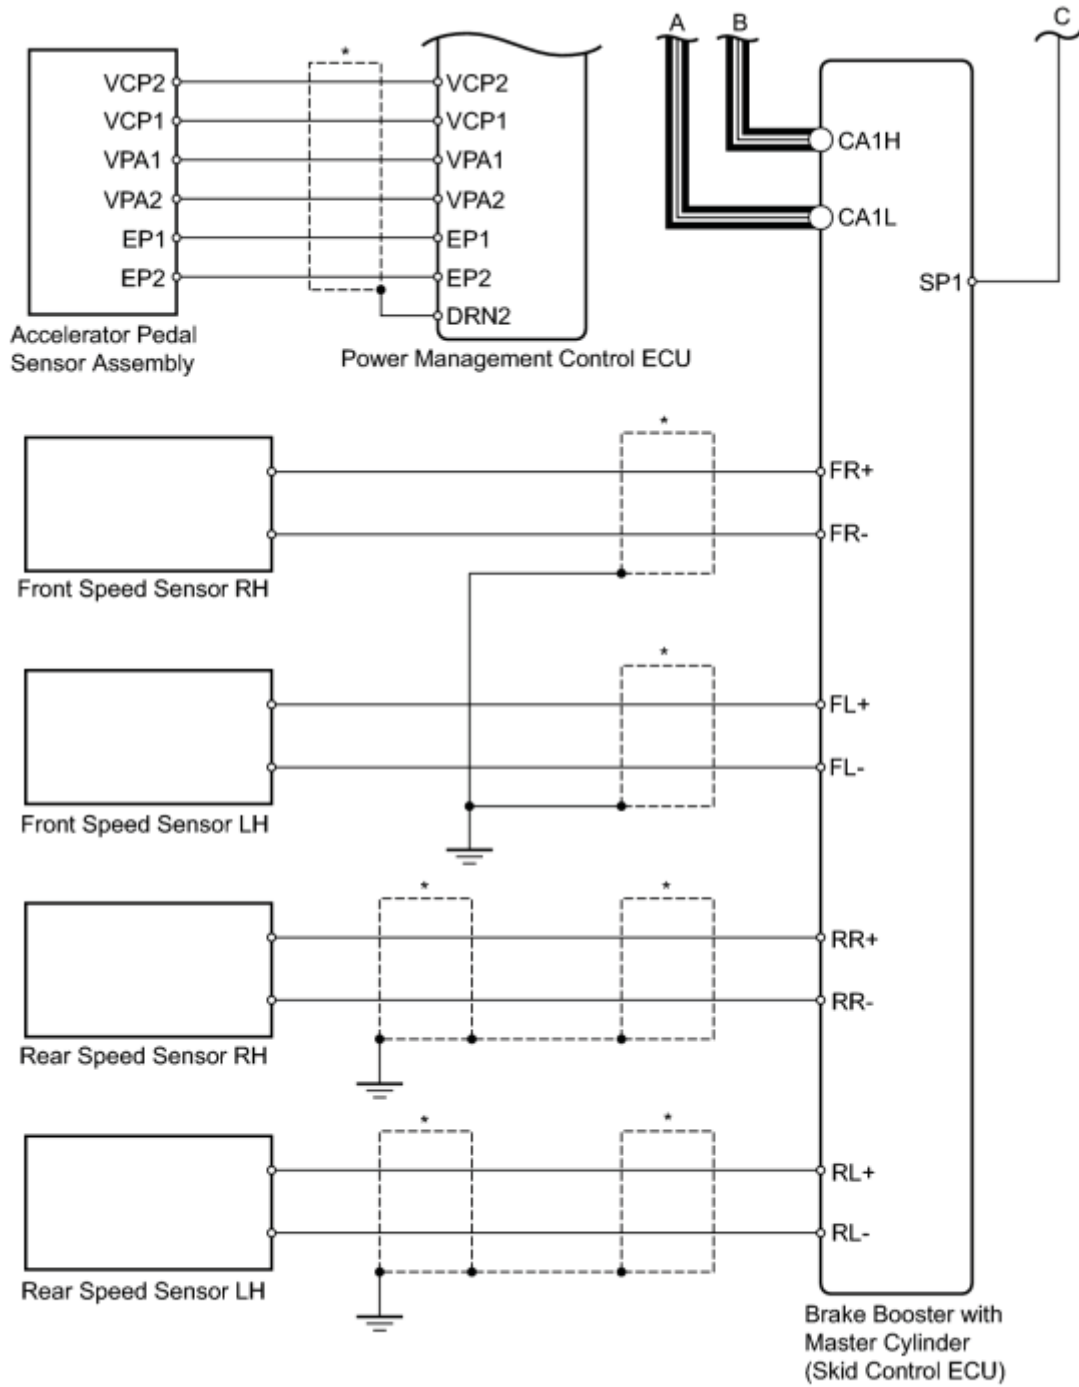 A
B
C
*
VCP2
VCP2
VCP1
VCP1
VPA1
VPA1
VPA2
VPA2
EP1
EP1
EP2
EP2
DRN2
Accelerator Pedal
Sensor Assembly
Power Management Control ECU
CA1H
CA1L
SP1
*
FR+
FR-
Front Speed Sensor RH
*
FL+
FL-
Front Speed Sensor LH
*
*
RR+
RR-
Rear Speed Sensor RH
*
*
RL+
RL-
Rear Speed Sensor LH
Brake Booster with
Master Cylinder
(Skid Control ECU)